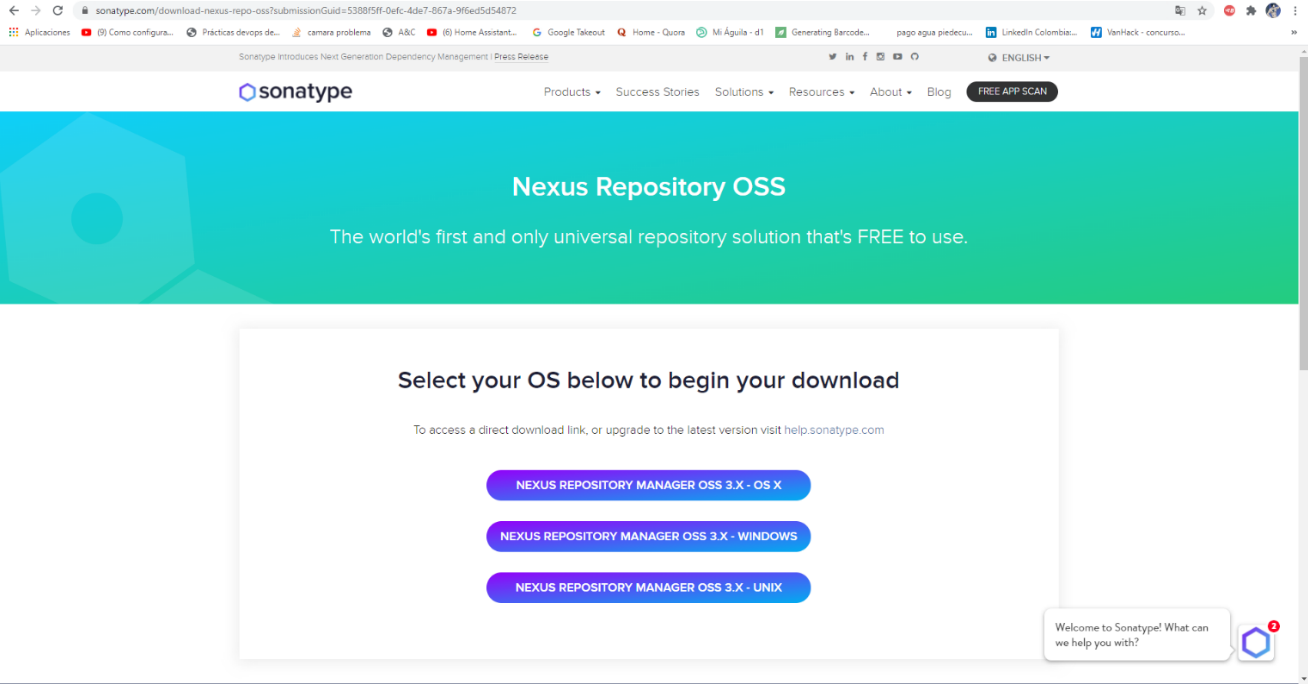 sonatype.com/download-nexus-repo-oss?submissionGuid=5388f5ff-0efc-4de7-867a-9f6ed5d54872
Aplicaciones (9) Como configura... Prácticas devops de... camara problema A&C (6) Home Assistant... Google Takeout Home - Quora Mi Águila - d1 Generating Barcode... pago agua piedecu... LinkedIn Colombia:... VanHack - concurso... »
Sonatype Introduces Next Generation Dependency Management | Press Release ENGLISH
sonatype Products Success Stories Solutions Resources About Blog FREE APP SCAN
Nexus Repository OSS
The world's first and only universal repository solution that's FREE to use.
Select your OS below to begin your download
To access a direct download link, or upgrade to the latest version visit help.sonatype.com
NEXUS REPOSITORY MANAGER OSS 3.X - OS X
NEXUS REPOSITORY MANAGER OSS 3.X - WINDOWS
NEXUS REPOSITORY MANAGER OSS 3.X - UNIX
Welcome to Sonatype! What can
we help you with?
2